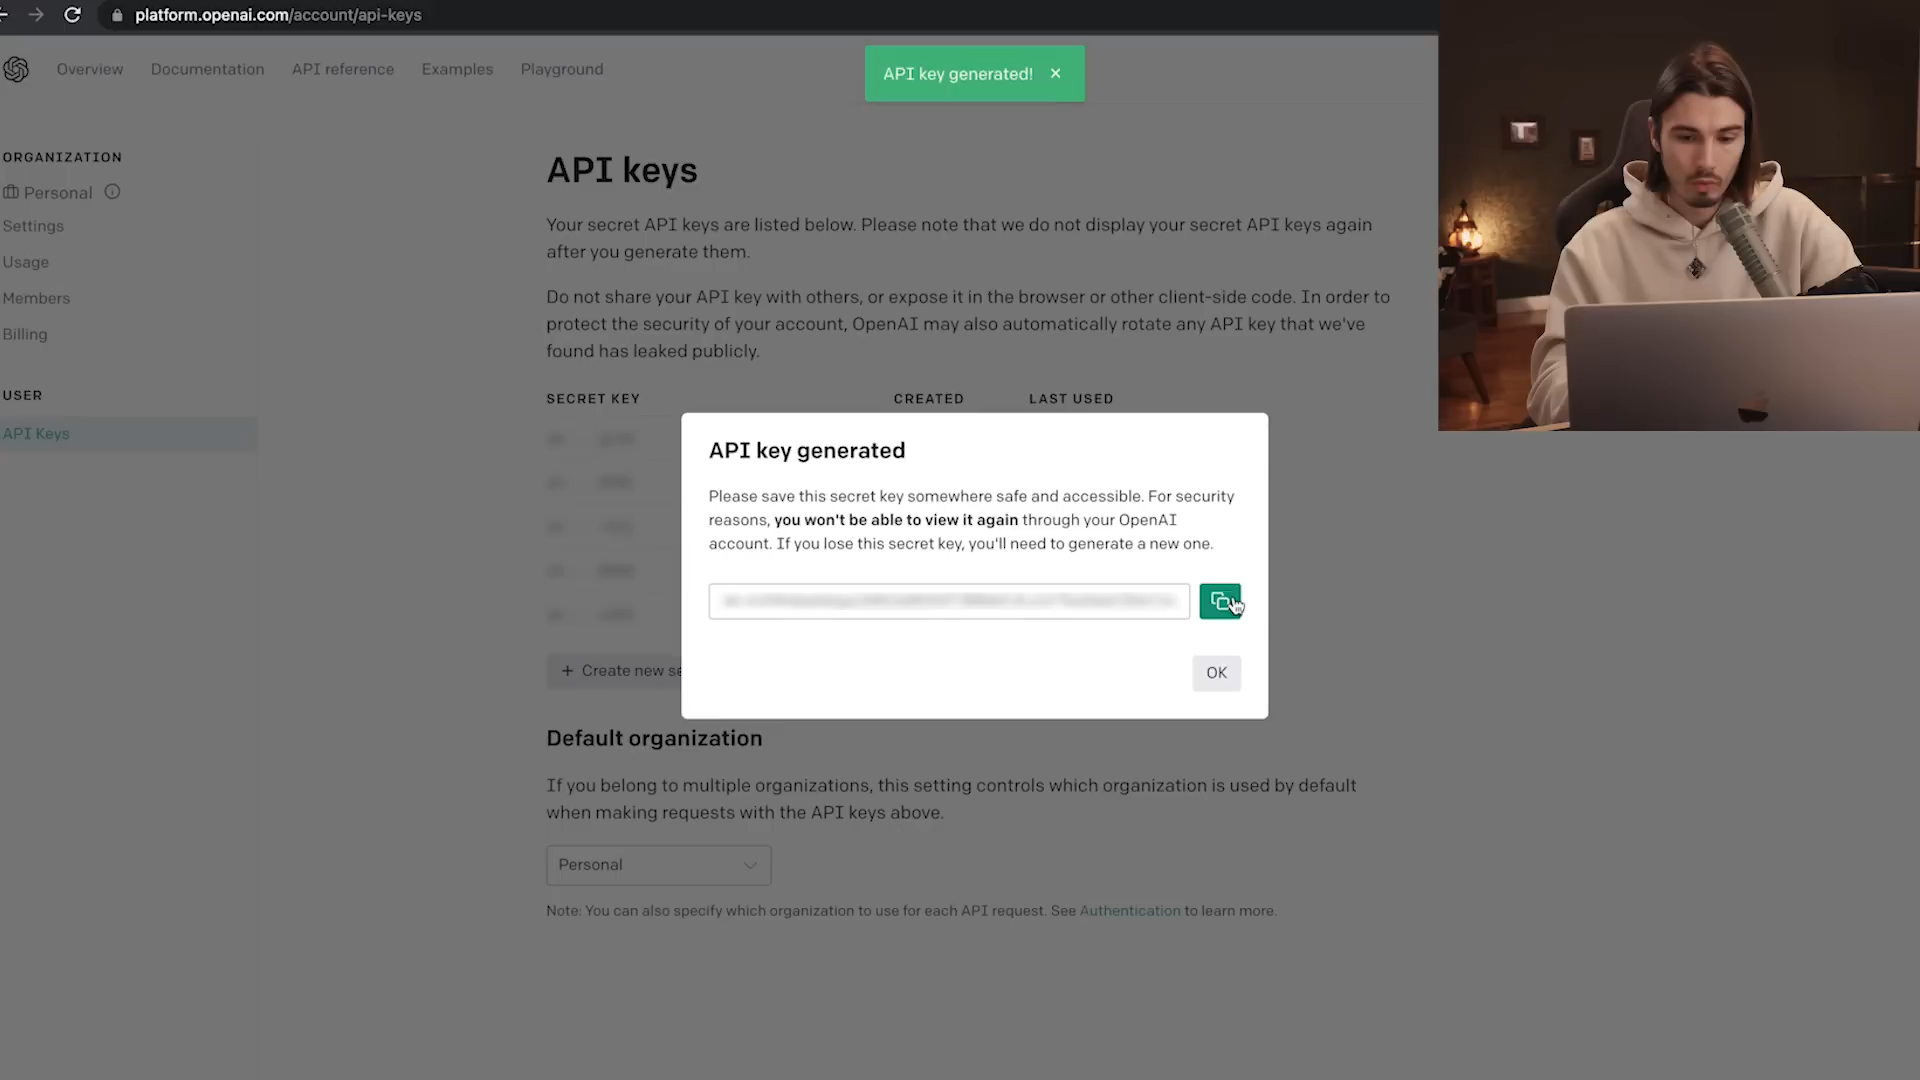 platform.openai.com/account/api-keys
Overview
Documentation
API reference
Examples
Playground
API key generated!
ORGANIZATION
Personal
Settings
Usage
Members
Billing
USER
API Keys
API keys
Your secret API keys are listed below. Please note that we do not display your secret API keys again
after you generate them.
Do not share your API key with others, or expose it in the browser or other client-side code. In order to
protect the security of your account, OpenAI may also automatically rotate any API key that we've
found has leaked publicly.
SECRET KEY
CREATED
LAST USED
API key generated
Please save this secret key somewhere safe and accessible. For security
reasons, you won't be able to view it again through your OpenAI
account. If you lose this secret key, you'll need to generate a new one.
OK
+ Create new se
Default organization
If you belong to multiple organizations, this setting controls which organization is used by default
when making requests with the API keys above.
Personal
Note: You can also specify which organization to use for each API request. See Authentication to learn more.